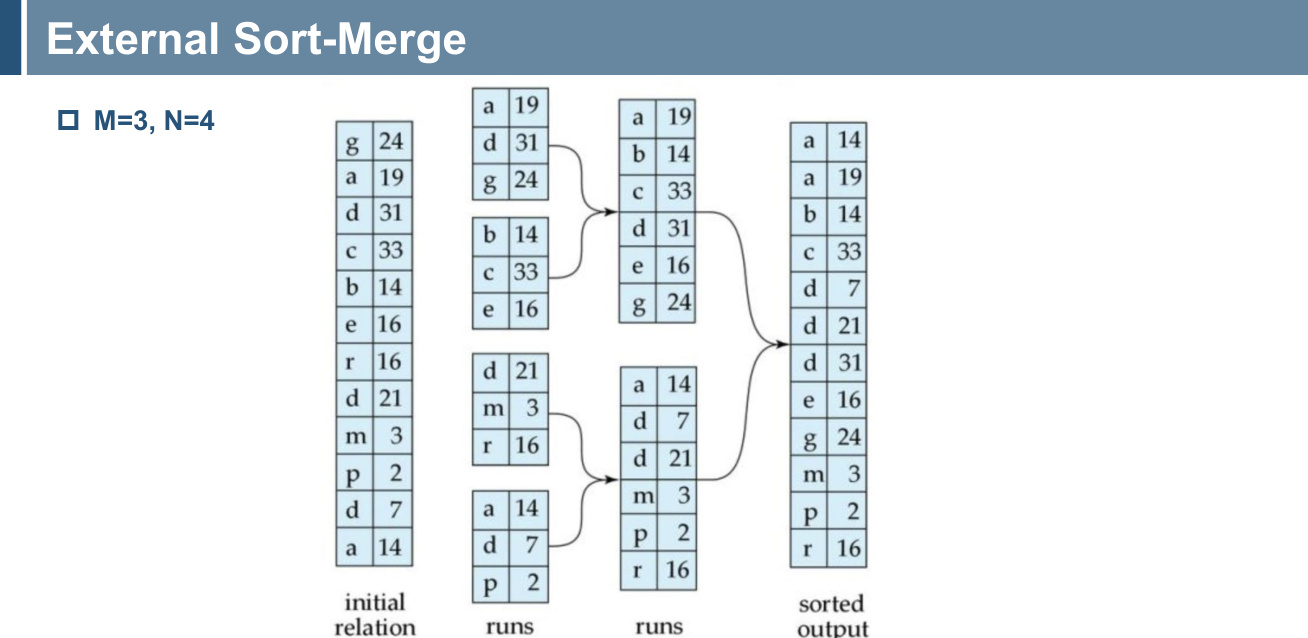 External Sort-Merge
M=3, N=4
g 24
a 19
d 31
c 33
b 14
e 16
r 16
d 21
m 3
p 2
d 7
a 14
initial
relation
a 19
d 31
g 24
b 14
c 33
e 16
d 21
m 3
r 16
a 14
d 7
p 2
runs
a 19
b 14
c 33
d 31
e 16
g 24
a 14
d 7
d 21
m 3
p 2
r 16
runs
a 14
a 19
b 14
c 33
d 7
d 21
d 31
e 16
g 24
m 3
p 2
r 16
sorted
output